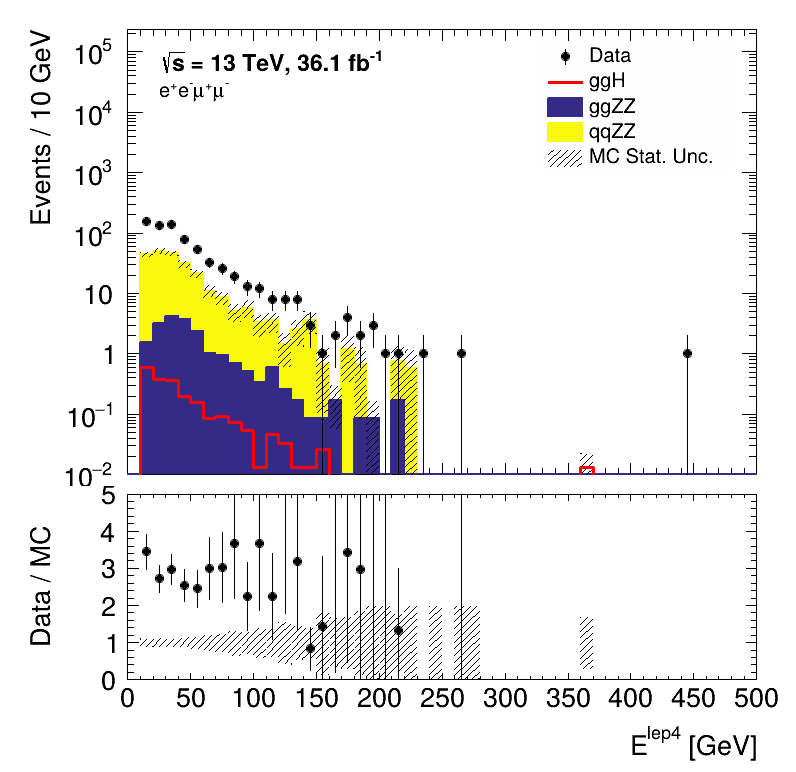 Events / 10 GeV
10⁵
10⁴
10³
10²
10
1
10⁻¹
10⁻²
√s = 13 TeV, 36.1 fb⁻¹
e⁺e⁻μ⁺μ⁻
Data
ggH
ggZZ
qqZZ
MC Stat. Unc.
Data / MC
5
4
3
2
1
0
0 50 100 150 200 250 300 350 400 450 500
E^lep4 [GeV]